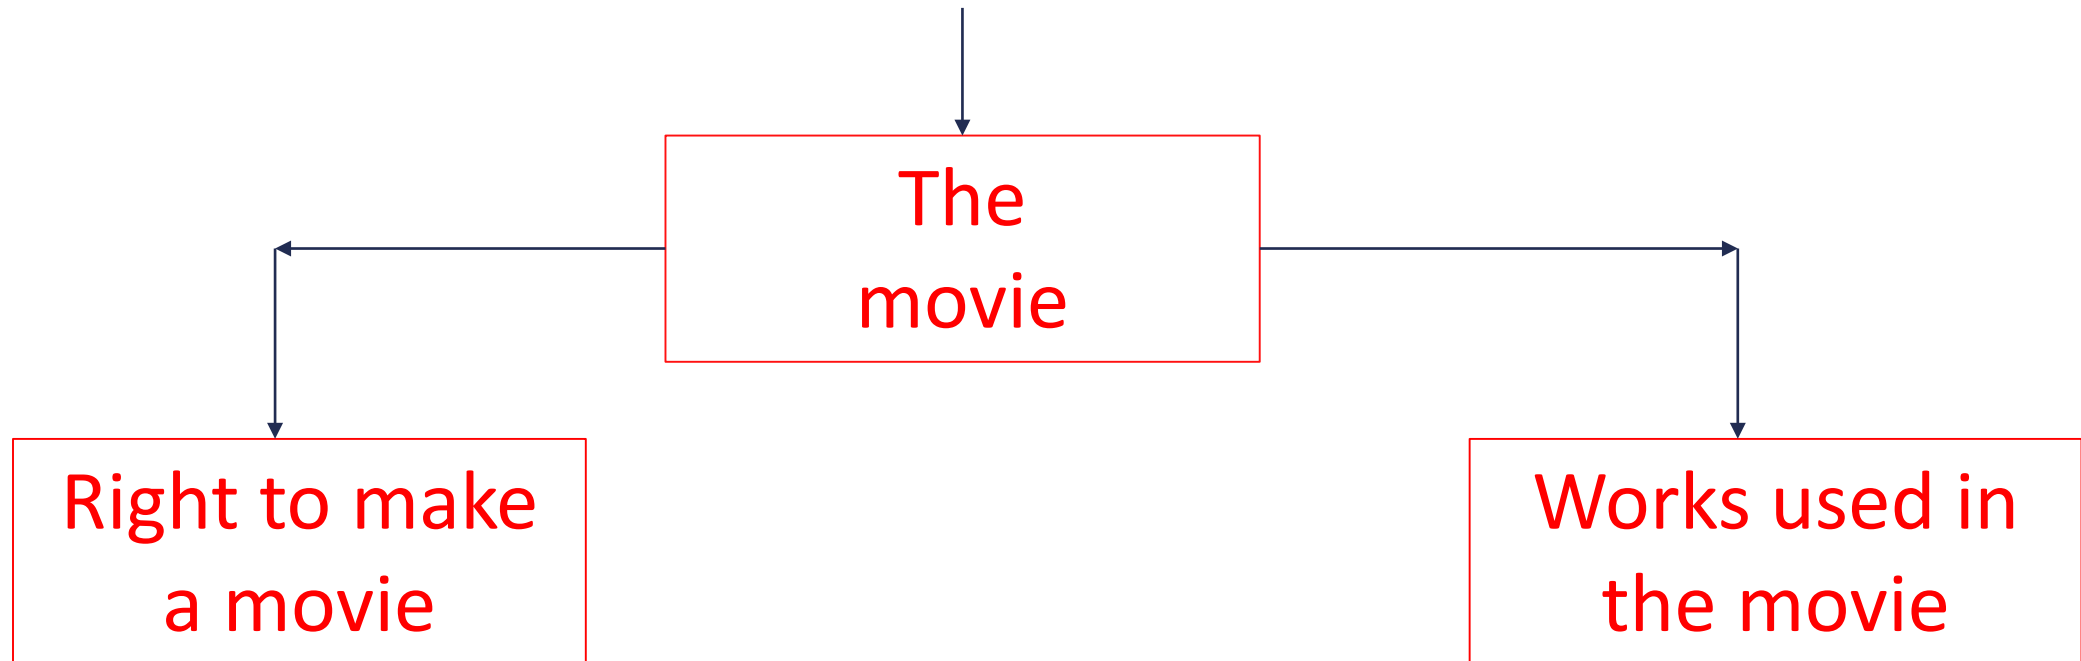 The
movie
Right to make
a movie
Works used in
the movie